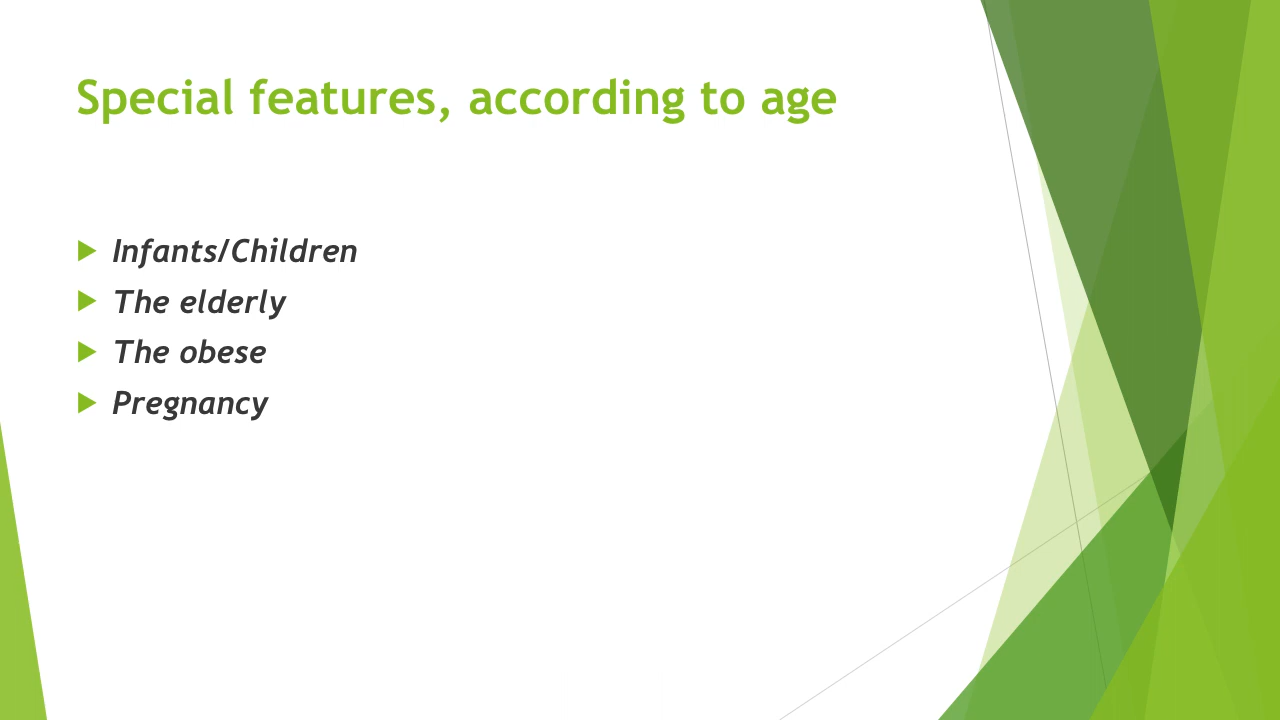 Special features, according to age
Infants/Children
The elderly
The obese
Pregnancy